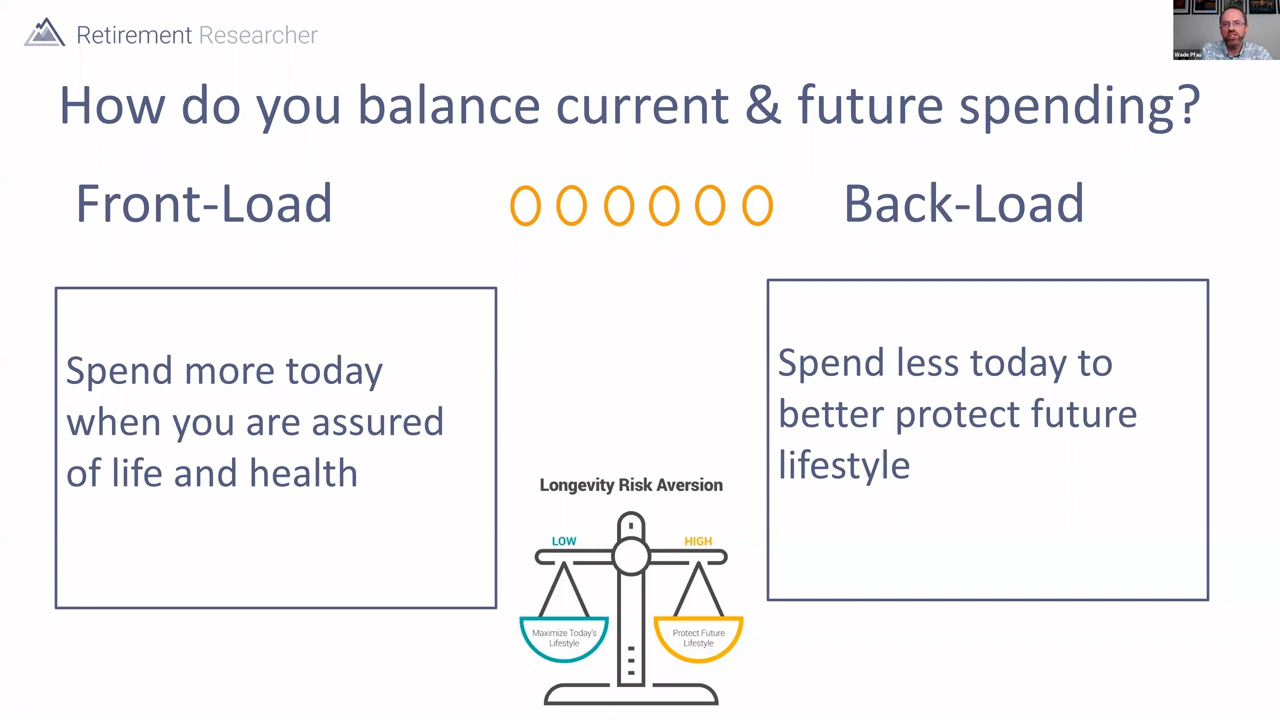 Retirement Researcher
Wade Pfau
How do you balance current & future spending?
Front-Load
Back-Load
Spend more today
when you are assured
of life and health
Spend less today to
better protect future
lifestyle
Longevity Risk Aversion
LOW
HIGH
Maximize Today's
Lifestyle
Protect Future
Lifestyle